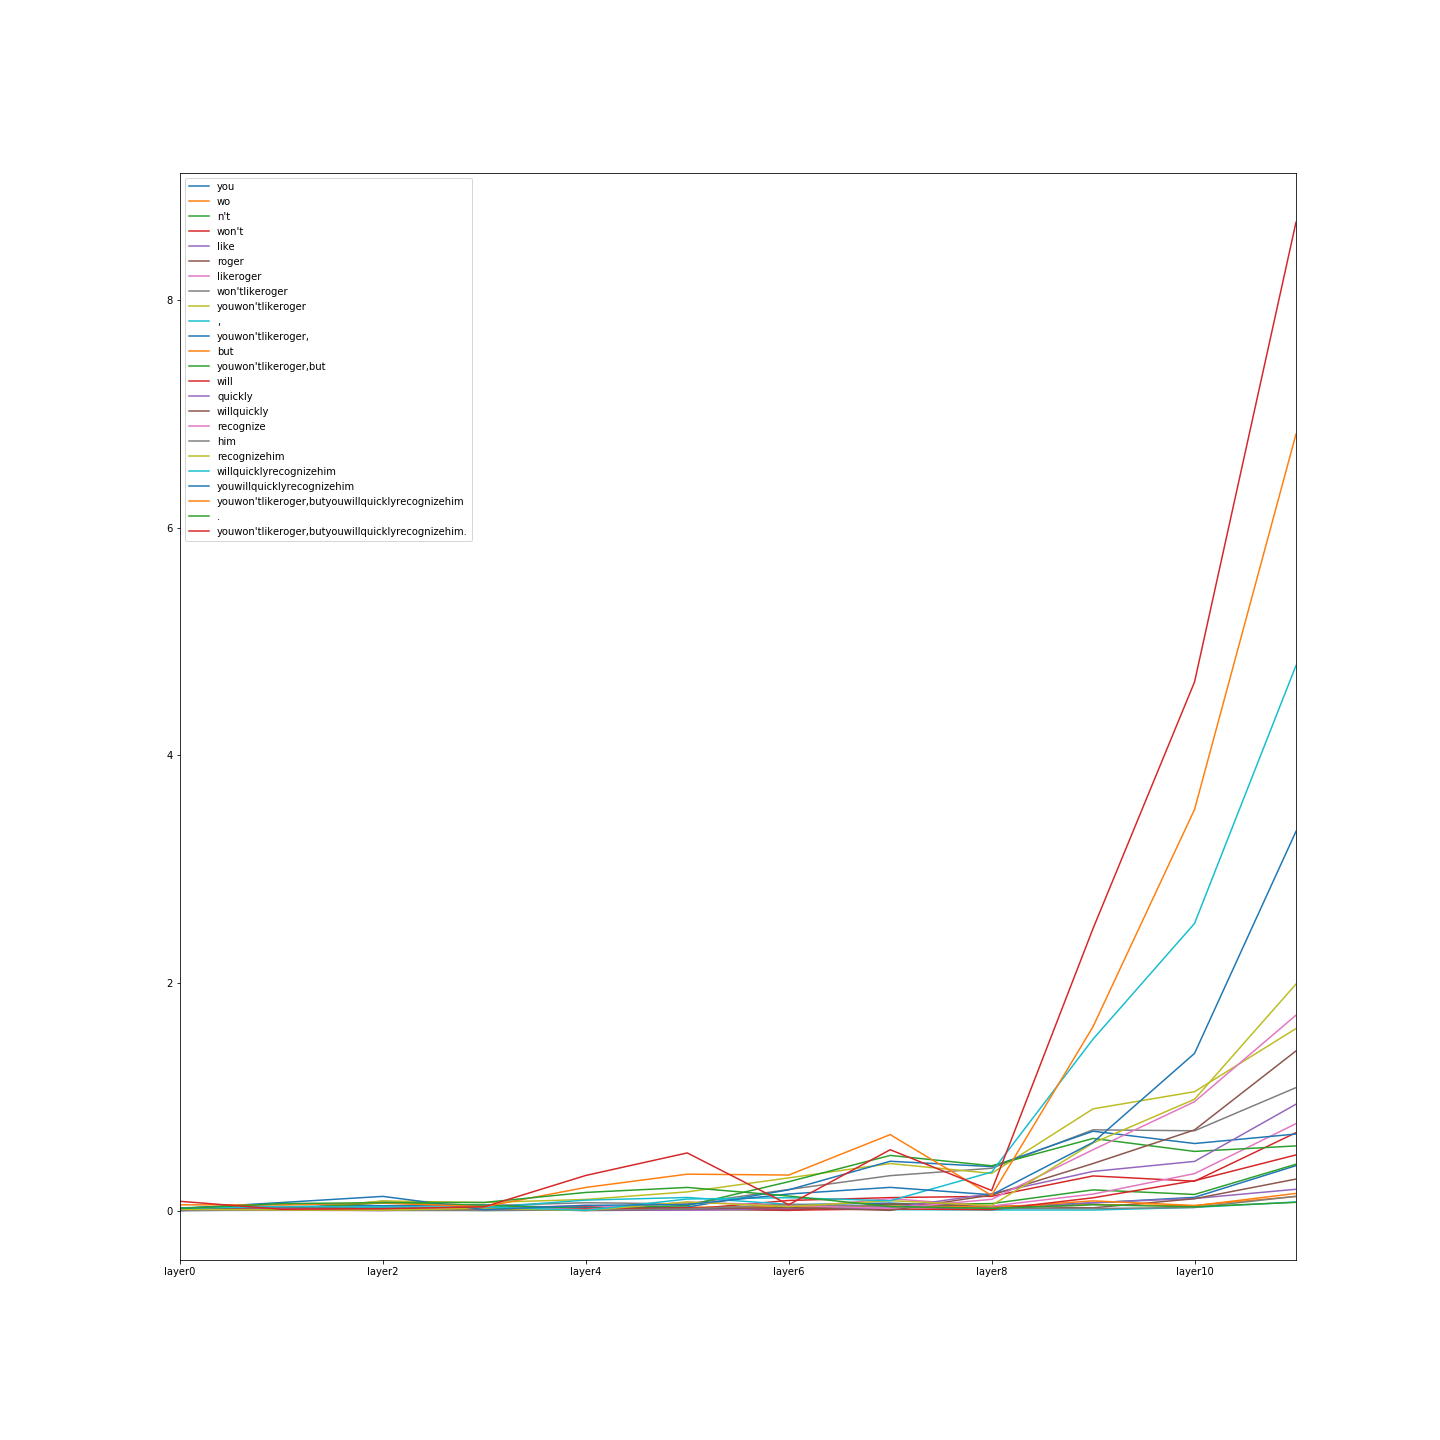 you
wo
n't
won't
like
roger
likeroger
won'tlikeroger
youwon'tlikeroger
,
youwon'tlikeroger,
but
youwon'tlikeroger,but
will
quickly
willquickly
recognize
him
recognizehim
willquicklyrecognizehim
youwillquicklyrecognizehim
youwon'tlikeroger,butyouwillquicklyrecognizehim
.
youwon'tlikeroger,butyouwillquicklyrecognizehim.
8
6
4
2
0
layer0 layer2 layer4 layer6 layer8 layer10